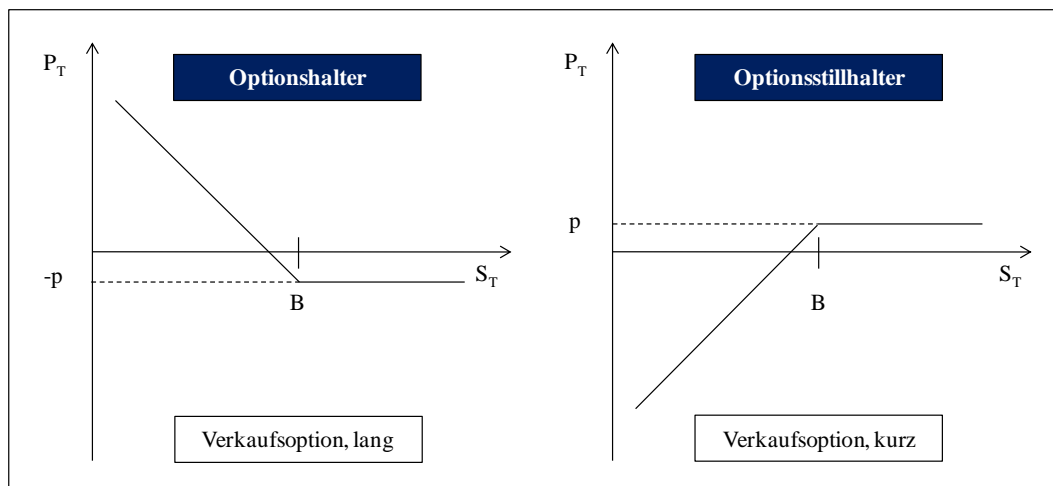 P_T
Optionshalter
-p
S_T
B
Verkaufsoption, lang
P_T
Optionsstillhalter
p
S_T
B
Verkaufsoption, kurz